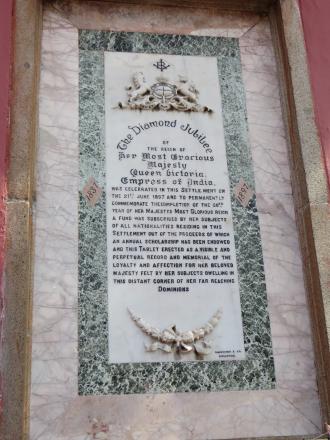 The Diamond Jubilee
OF
THE REIGN OF
Her Most Gracious
Majesty
Queen Victoria.
Empress of India.
WAS CELEBRATED IN THIS SETTLEMENT ON
THE 21ST JUNE 1897 AND TO PERMANENTLY
COMMEMORATE THE COMPLETION OF THE 60TH
YEAR OF HER MAJESTYS MOST GLORIOUS REIGN
A FUND WAS SUBSCRIBED BY HER SUBJECTS
OF ALL NATIONALITIES RESIDING IN THIS
SETTLEMENT OUT OF THE PROCEEDS OF WHICH
AN ANNUAL SCHOLARSHIP HAS BEEN ENDOWED
AND THIS TABLET ERECTED AS A VISIBLE AND
PERPETUAL RECORD AND MEMORIAL OF THE
LOYALTY AND AFFECTION FOR HER BELOVED
MAJESTY FELT BY HER SUBJECTS DWELLING IN
THIS DISTANT CORNER OF HER FAR REACHING
DOMINIONS
1837
1897
& CO.